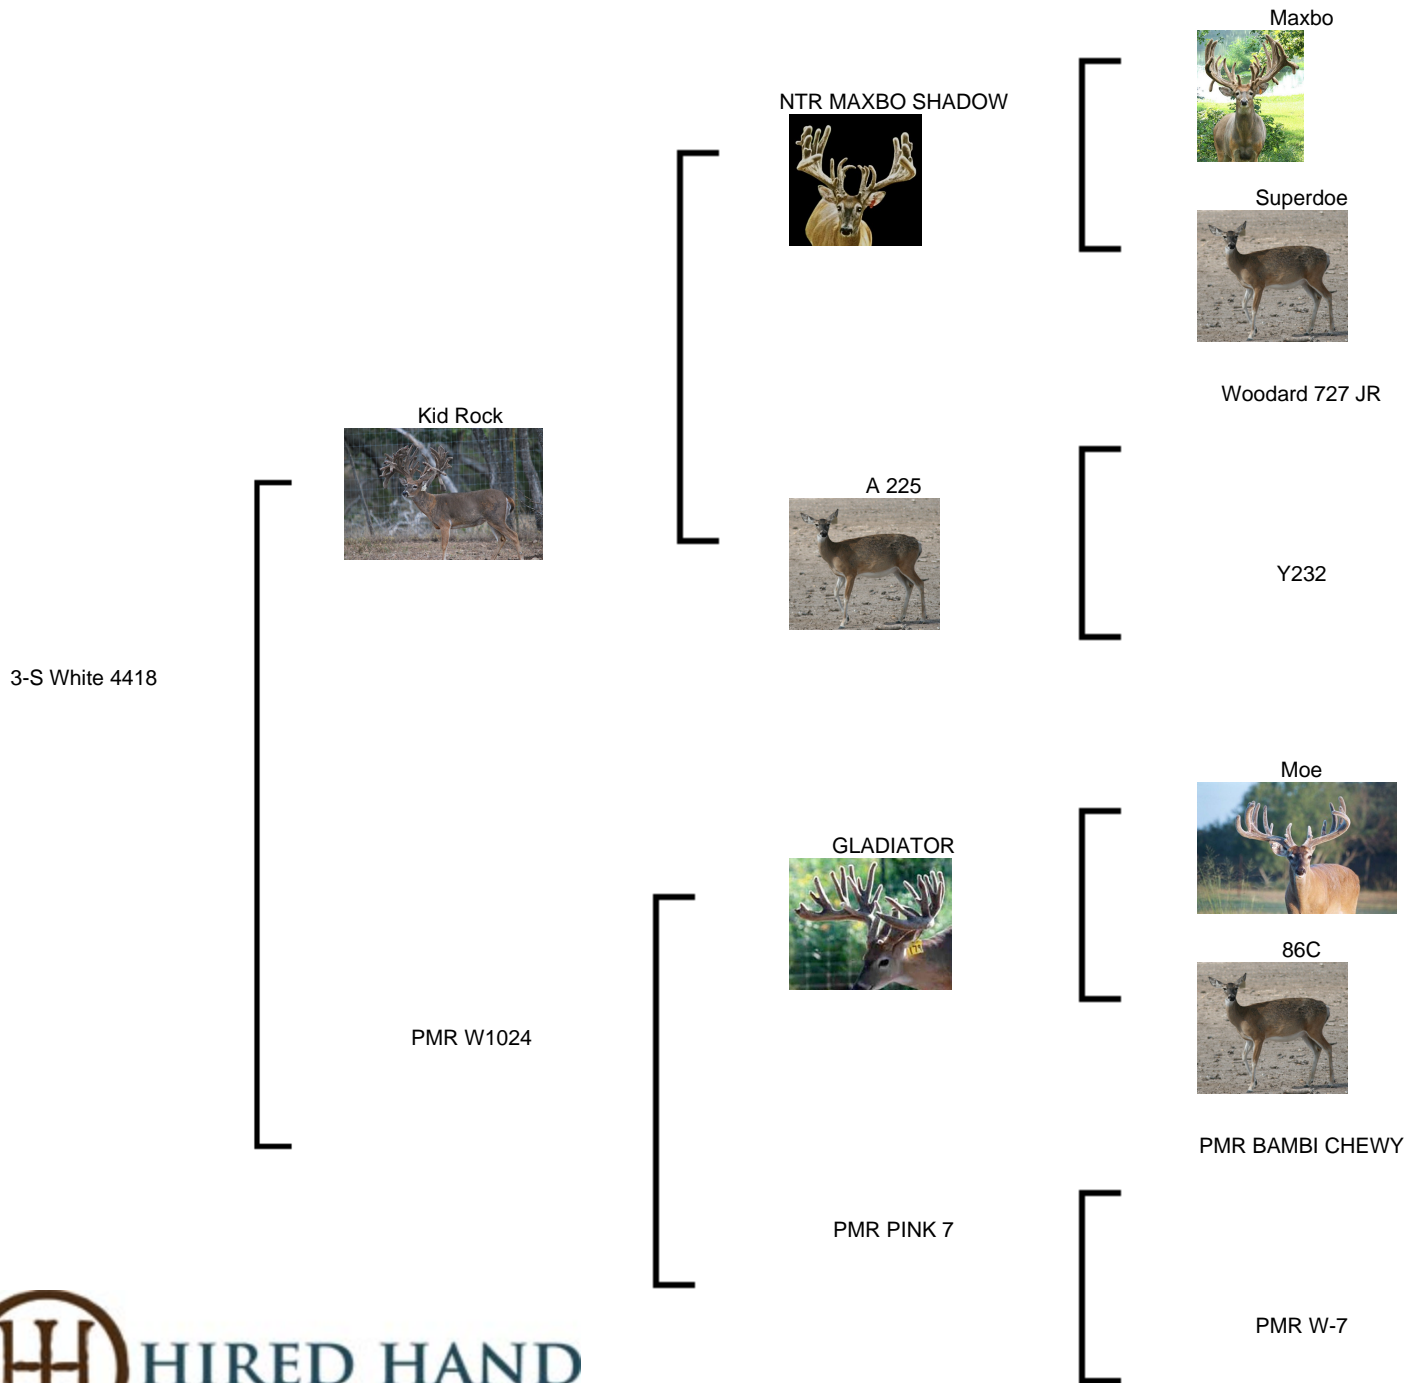 Maxbo
NTR MAXBO SHADOW
Superdoe
Woodard 727 JR
Kid Rock
A 225
Y232
3-S White 4418
Moe
GLADIATOR
86C
PMR W1024
PMR BAMBI CHEWY
PMR PINK 7
PMR W-7
HIRED HAND